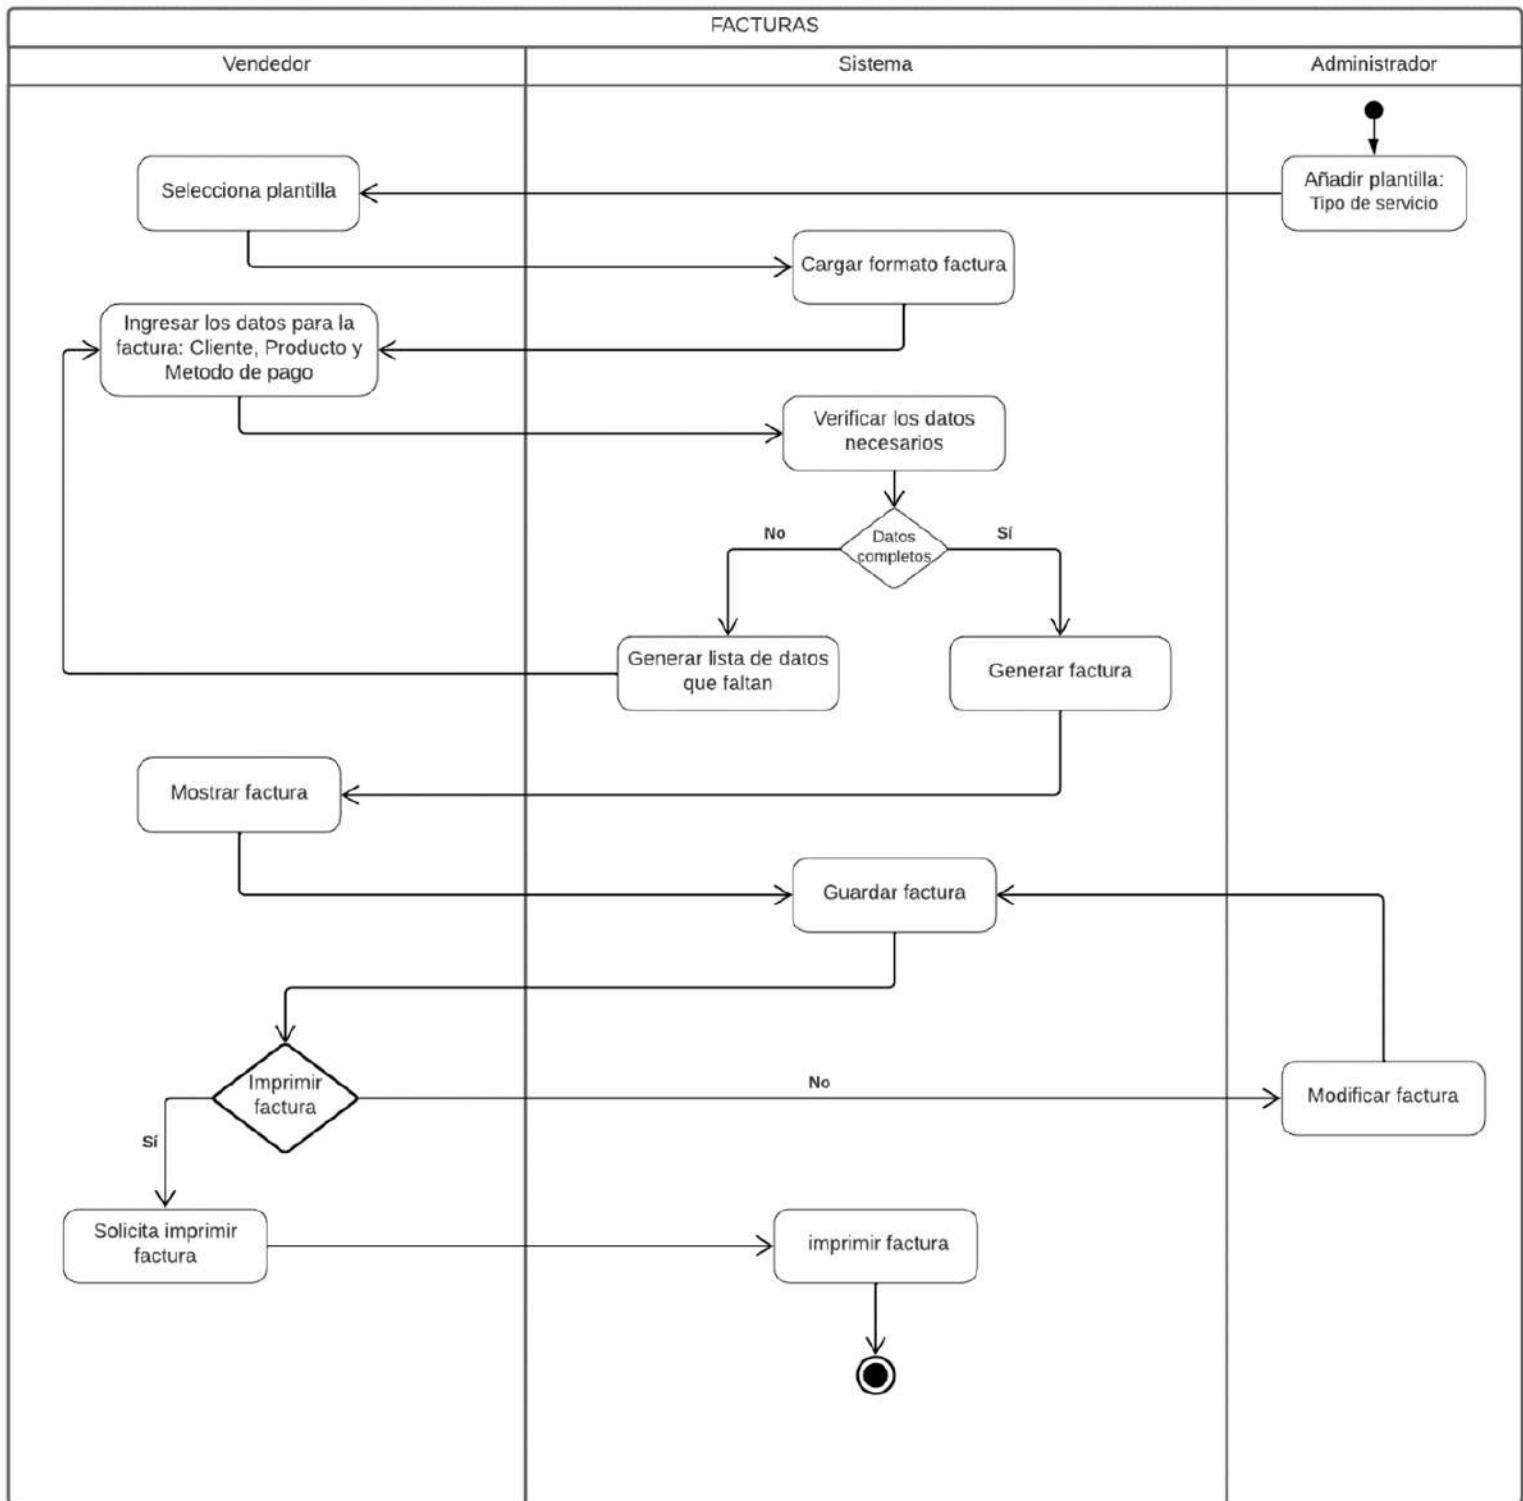 FACTURAS
Vendedor
Sistema
Administrador
Selecciona plantilla
Añadir plantilla:
Tipo de servicio
Cargar formato factura
Ingresar los datos para la
factura: Cliente, Producto y
Metodo de pago
Verificar los datos
necesarios
Datos
completos
No
Sí
Generar lista de datos
que faltan
Generar factura
Mostrar factura
Guardar factura
Imprimir
factura
No
Modificar factura
Sí
Solicita imprimir
factura
imprimir factura